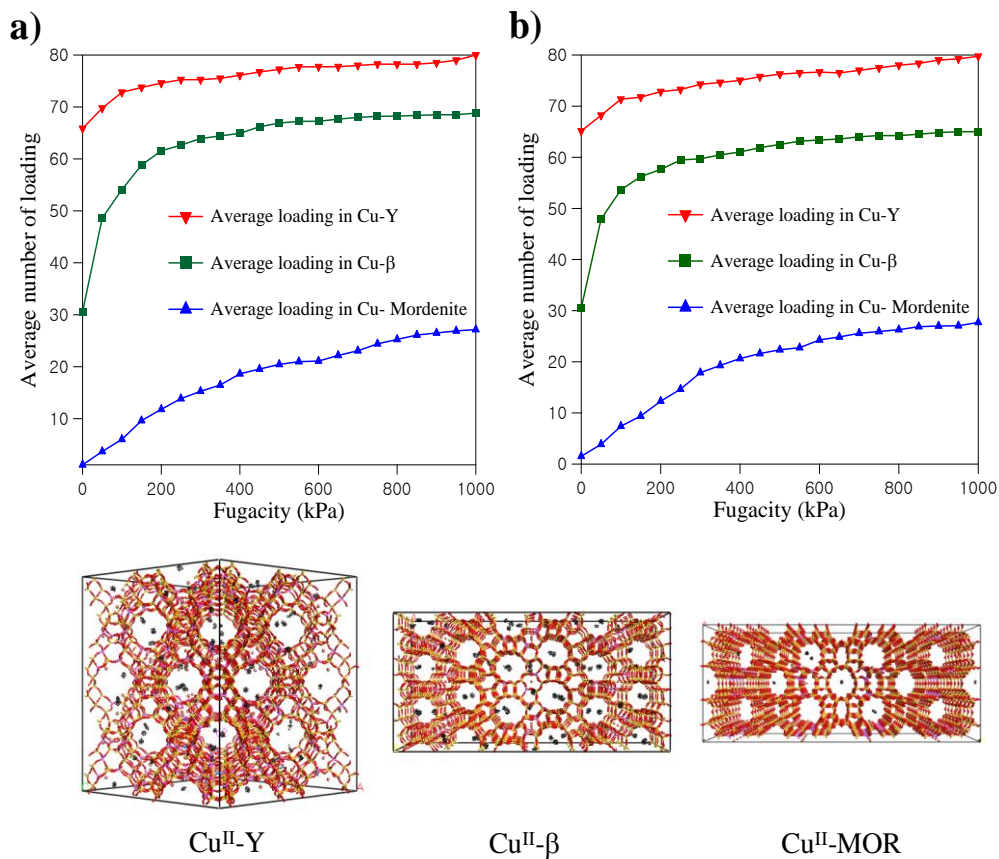 a)
80
70
60
50
40
30
20
10
Average number of loading
Average loading in Cu-Y
Average loading in Cu-β
Average loading in Cu- Mordenite
0
200
400
600
800
1000
Fugacity (kPa)
b)
80
70
60
50
40
30
20
10
0
Average number of loading
Average loading in Cu-Y
Average loading in Cu-β
Average loading in Cu- Mordenite
0
200
400
600
800
1000
Fugacity (kPa)
Cuᴵᴵ-Y
Cuᴵᴵ-β
Cuᴵᴵ-MOR